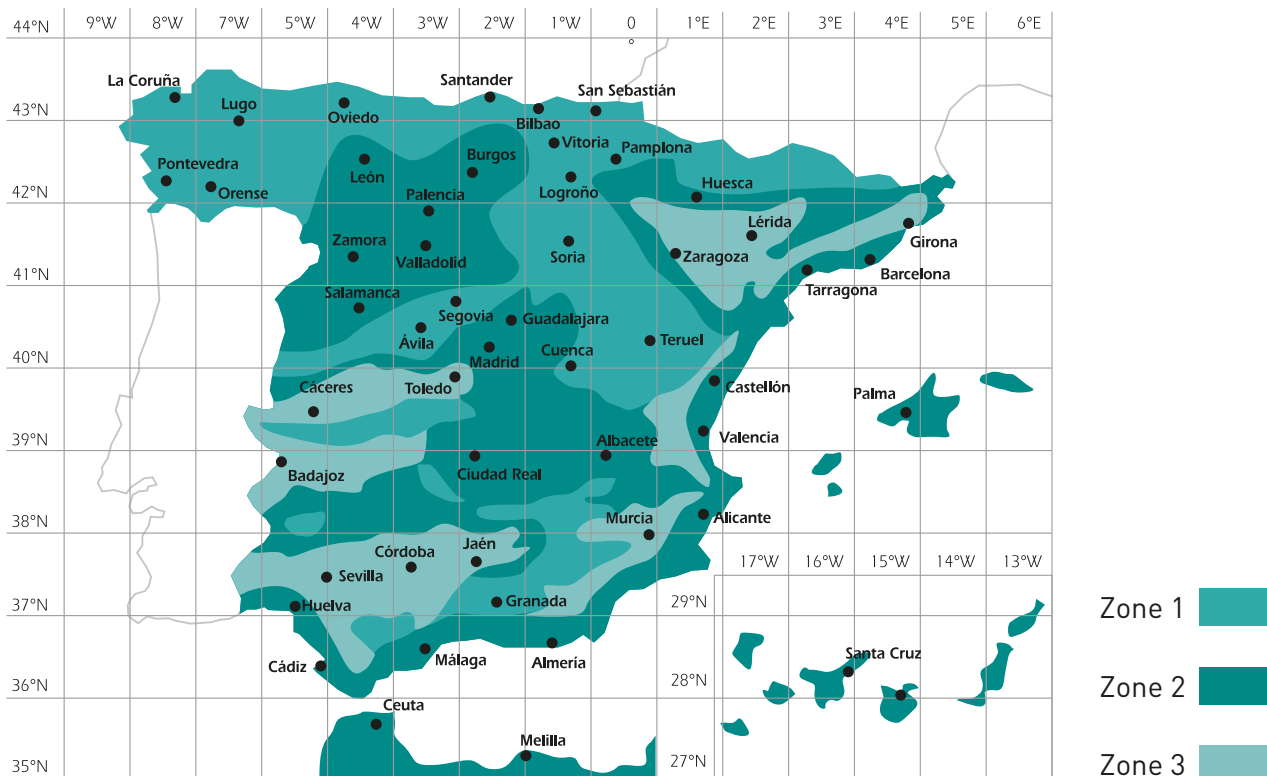 44°N 9°W 8°W 7°W 6°W 5°W 4°W 3°W 2°W 1°W 0 1°E 2°E 3°E 4°E 5°E 6°E
La Coruña
Santander
San Sebastián
Lugo
Oviedo
Bilbao
43°N
Vitoria
Pamplona
Pontevedra
Burgos
León
Huesca
Orense
Logroño
42°N
Palencia
Lérida
Zamora
Girona
Valladolid
Soria
Zaragoza
41°N
Barcelona
Salamanca
Tarragona
Segovia
Guadalajara
Ávila
Teruel
Madrid
Cuenca
40°N
Cáceres
Toledo
Castellón
Palma
Albacete
Valencia
39°N
Badajoz
Ciudad Real
Murcia
Alicante
38°N
Córdoba
Jaén
17°W 16°W 15°W 14°W 13°W
Sevilla
Huelva
Granada
29°N
37°N
Zone 1
Cádiz
Málaga
Almería
Santa Cruz
28°N
36°N
Zone 2
Ceuta
Melilla
35°N
27°N
Zone 3